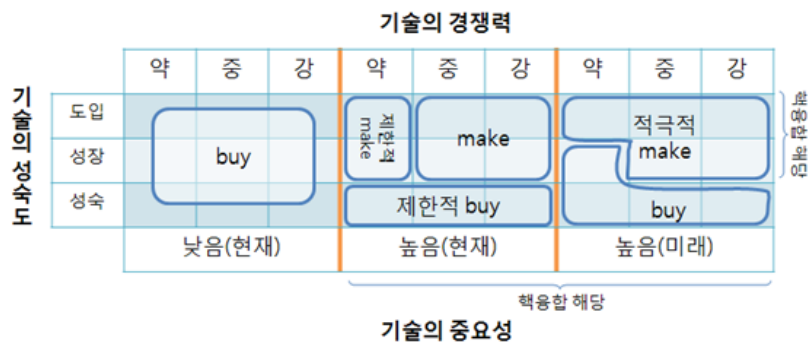 기술의 경쟁력
약 중 강 약 중 강 약 중 강
기술의 성숙도
도입
성장
성숙
buy
제한적
make
make
제한적 buy
적극적
make
buy
핵융합 해당
낮음(현재) 높음(현재) 높음(미래)
핵융합 해당
기술의 중요성